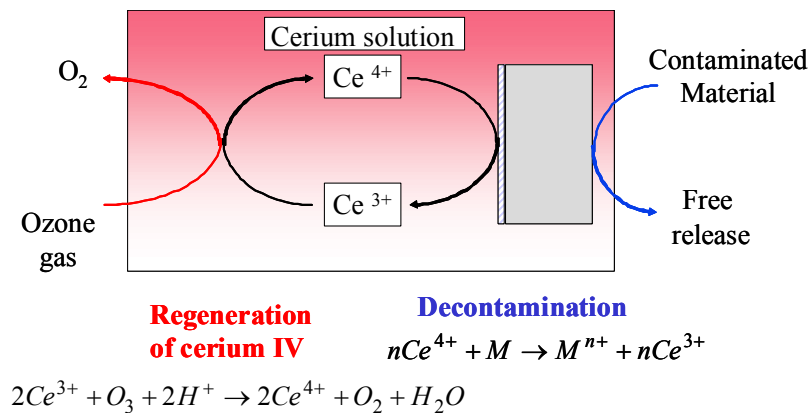 Cerium solution
O₂
Ce ⁴⁺
Contaminated
Material
Ce ³⁺
Ozone
gas
Free
release
Regeneration
of cerium IV
Decontamination
nCe⁴⁺ + M → Mⁿ⁺ + nCe³⁺
2Ce³⁺ + O₃ + 2H⁺ → 2Ce⁴⁺ + O₂ + H₂O